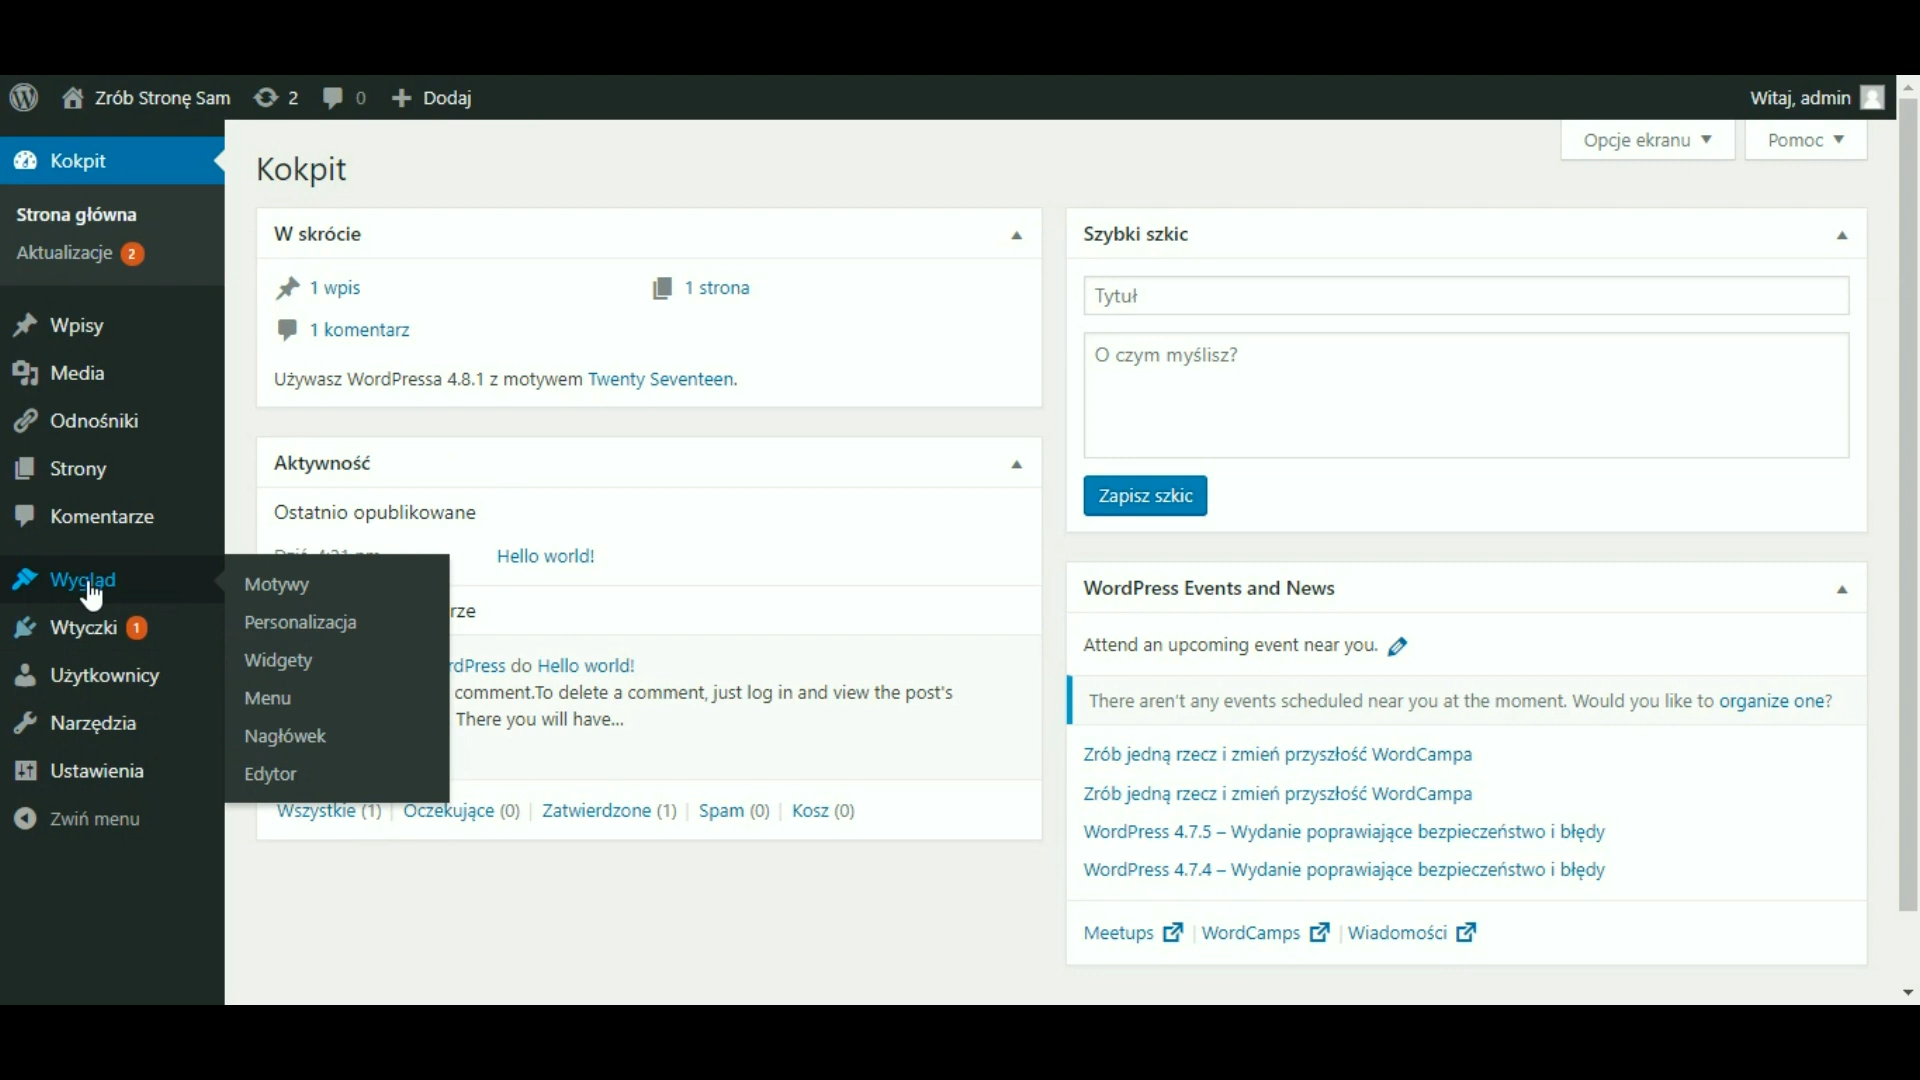 Zrób Stronę Sam 2 0 Dodaj Witaj, admin
Kokpit
Strona główna
Aktualizacje 2
Wpisy
Media
Odnośniki
Strony
Komentarze
Wygląd
Wtyczki 1
Użytkownicy
Narzędzia
Ustawienia
Zwiń menu
Motywy
Personalizacja
Widgety
Menu
Nagłówek
Edytor
Opcje ekranu Pomoc
Kokpit
W skrócie
1 wpis 1 strona
1 komentarz
Używasz WordPressa 4.8.1 z motywem Twenty Seventeen.
Aktywność
Ostatnio opublikowane
Hello world!
rze
rdPress do Hello world!
comment.To delete a comment, just log in and view the post's
There you will have...
Wszystkie (1) | Oczekujące (0) | Zatwierdzone (1) | Spam (0) | Kosz (0)
Szybki szkic
Tytuł
O czym myślisz?
Zapisz szkic
WordPress Events and News
Attend an upcoming event near you.
There aren't any events scheduled near you at the moment. Would you like to organize one?
Zrób jedną rzecz i zmień przyszłość WordCampa
Zrób jedną rzecz i zmień przyszłość WordCampa
WordPress 4.7.5 – Wydanie poprawiające bezpieczeństwo i błędy
WordPress 4.7.4 – Wydanie poprawiające bezpieczeństwo i błędy
Meetups | WordCamps | Wiadomości